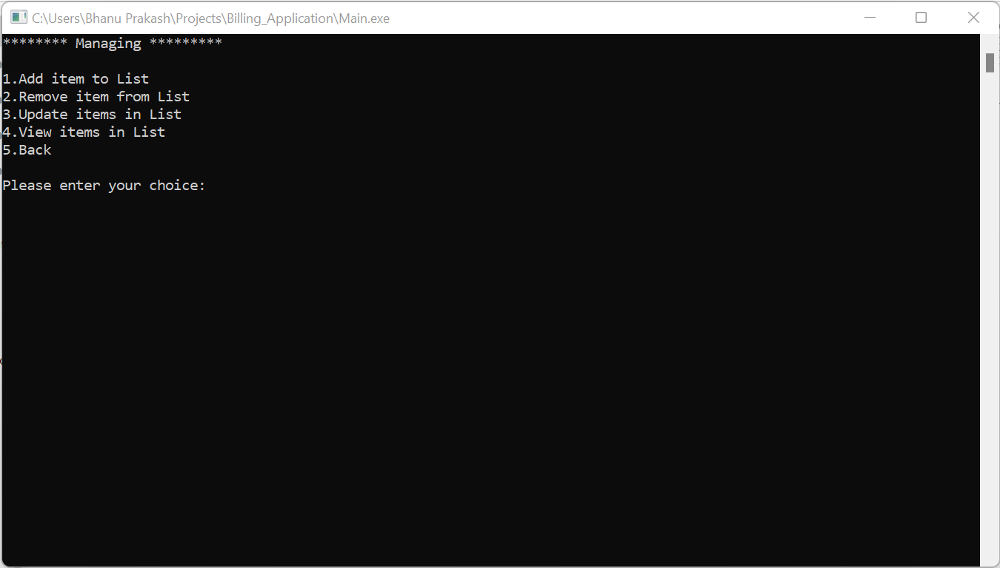 C:\Users\Bhanu Prakash\Projects\Billing_Application\Main.exe
******** Managing *********
1.Add item to List
2.Remove item from List
3.Update items in List
4.View items in List
5.Back
Please enter your choice: